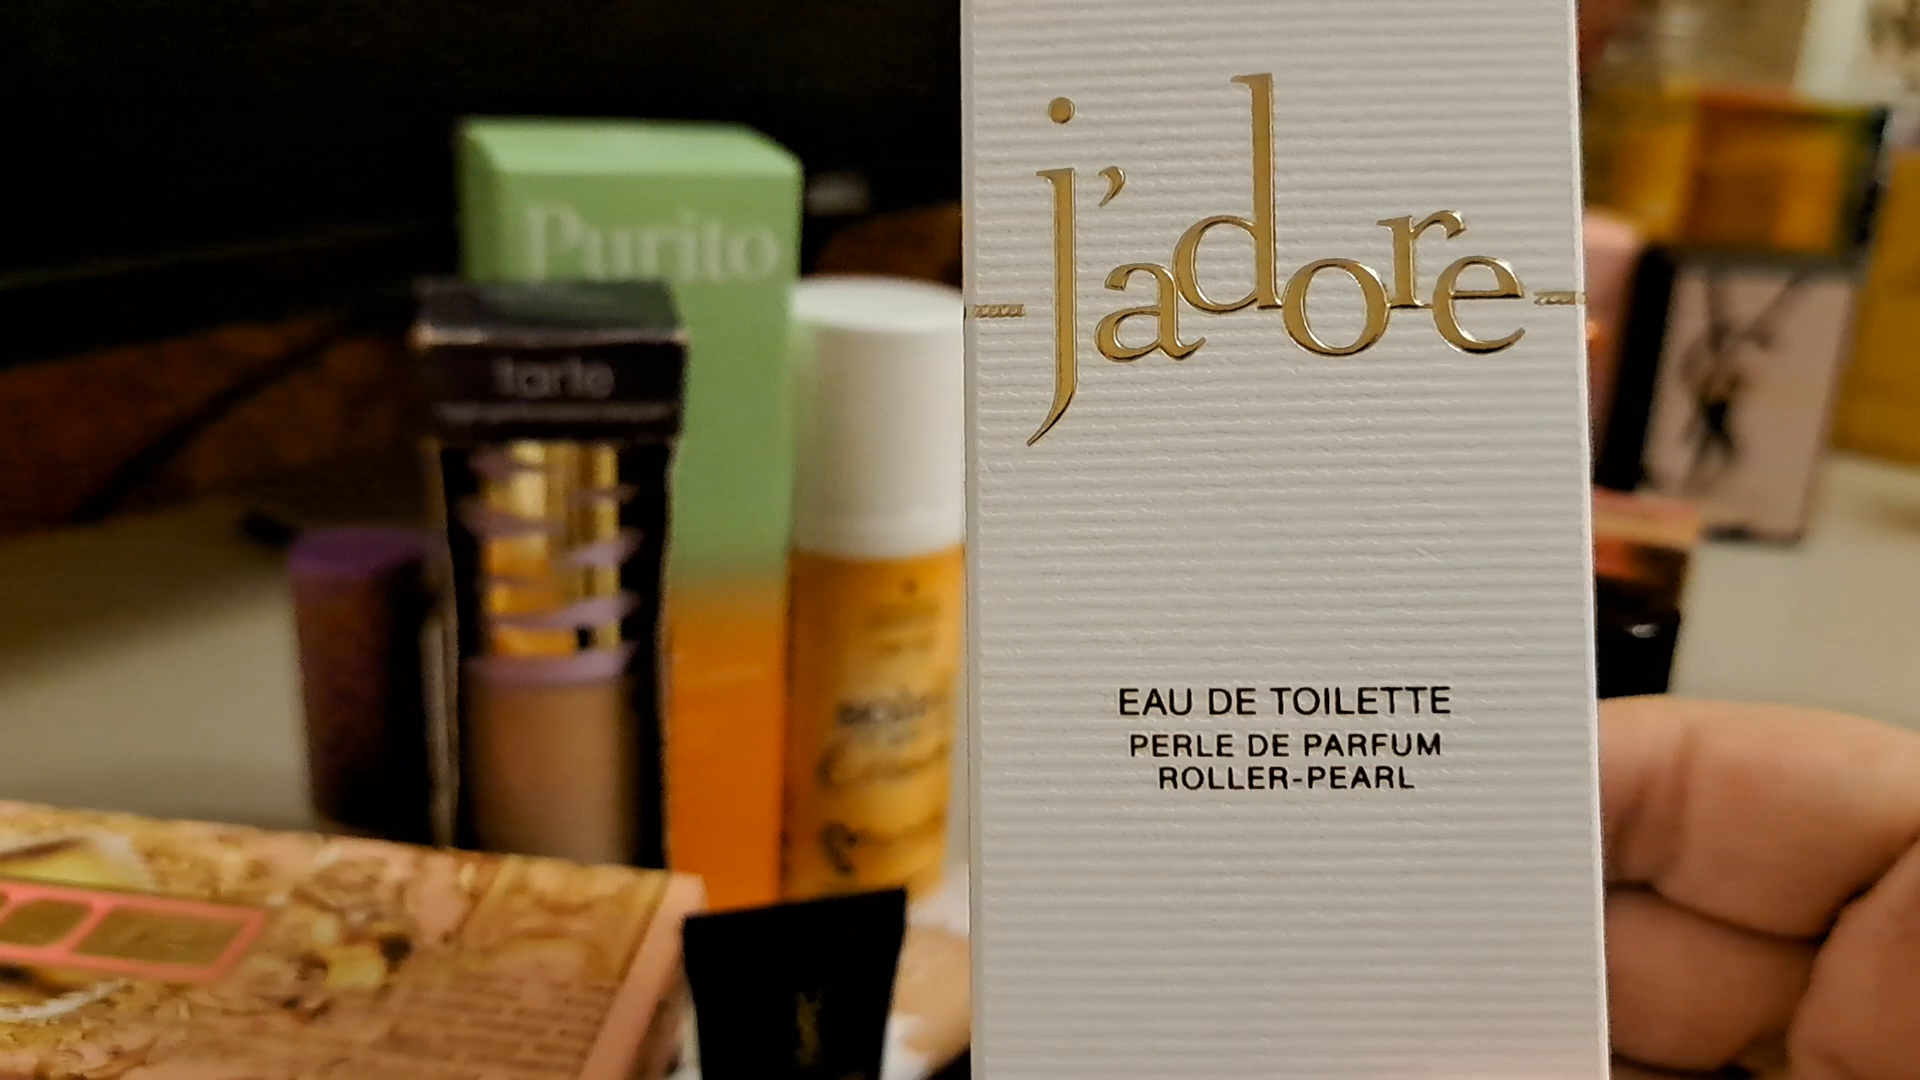 j'adore
EAU DE TOILETTE
PERLE DE PARFUM
ROLLER-PEARL
Purito
tarte